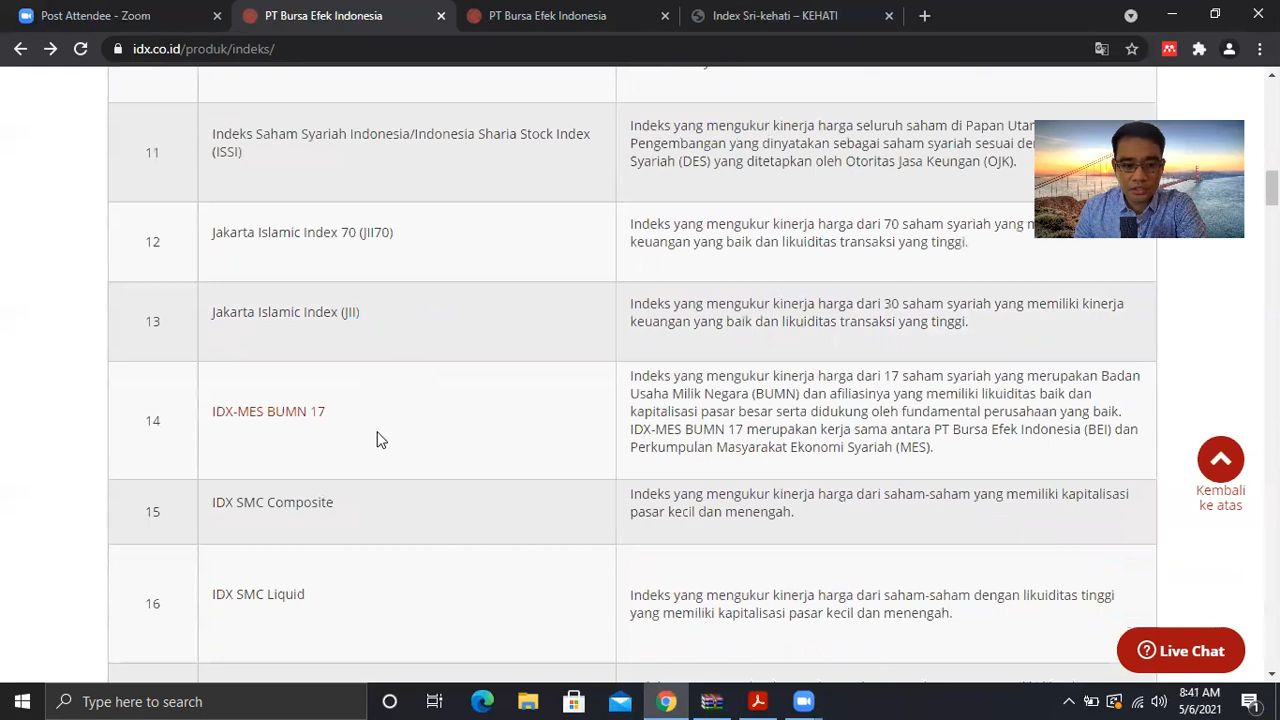 Post Attendee - Zoom
PT Bursa Efek Indonesia
PT Bursa Efek Indonesia
Index Sri-kehati – KEHATI
idx.co.id/produk/indeks/
11
Indeks Saham Syariah Indonesia/Indonesia Sharia Stock Index
(ISSI)
Indeks yang mengukur kinerja harga seluruh saham di Papan
Pengembangan yang dinyatakan sebagai saham syariah sesuai
Syariah (DES) yang ditetapkan oleh Otoritas Jasa Keungan (OJK).
12
Jakarta Islamic Index 70 (JII70)
Indeks yang mengukur kinerja harga dari 70 saham syariah yang
keuangan yang baik dan likuiditas transaksi yang tinggi.
13
Jakarta Islamic Index (JII)
Indeks yang mengukur kinerja harga dari 30 saham syariah yang memiliki kinerja
keuangan yang baik dan likuiditas transaksi yang tinggi.
14
IDX-MES BUMN 17
Indeks yang mengukur kinerja harga dari 17 saham syariah yang merupakan Badan
Usaha Milik Negara (BUMN) dan afiliasinya yang memiliki likuiditas baik dan
kapitalisasi pasar besar serta didukung oleh fundamental perusahaan yang baik.
IDX-MES BUMN 17 merupakan kerja sama antara PT Bursa Efek Indonesia (BEI) dan
Perkumpulan Masyarakat Ekonomi Syariah (MES).
15
IDX SMC Composite
Indeks yang mengukur kinerja harga dari saham-saham yang memiliki kapitalisasi
pasar kecil dan menengah.
16
IDX SMC Liquid
Indeks yang mengukur kinerja harga dari saham-saham dengan likuiditas tinggi
yang memiliki kapitalisasi pasar kecil dan menengah.
Kembali
ke atas
Live Chat
Type here to search
8:41 AM
5/6/2021